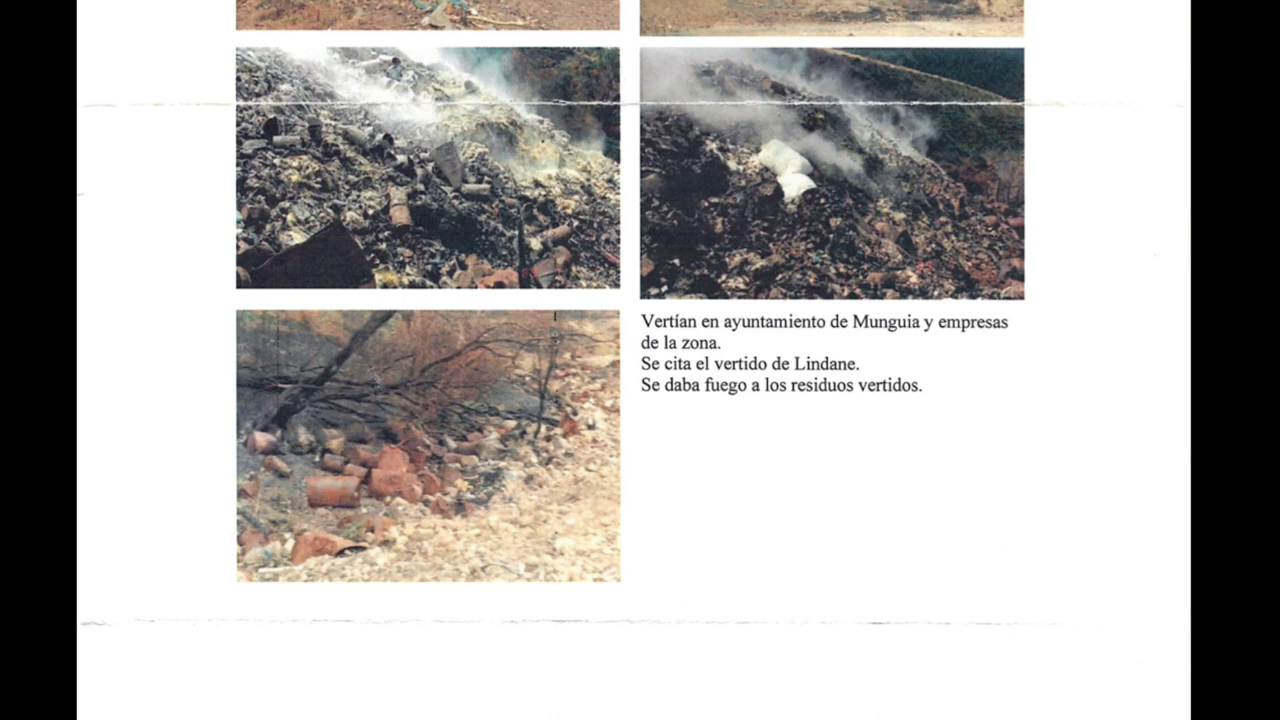 Vertían en ayuntamiento de Munguia y empresas
de la zona.
Se cita el vertido de Lindane.
Se daba fuego a los residuos vertidos.